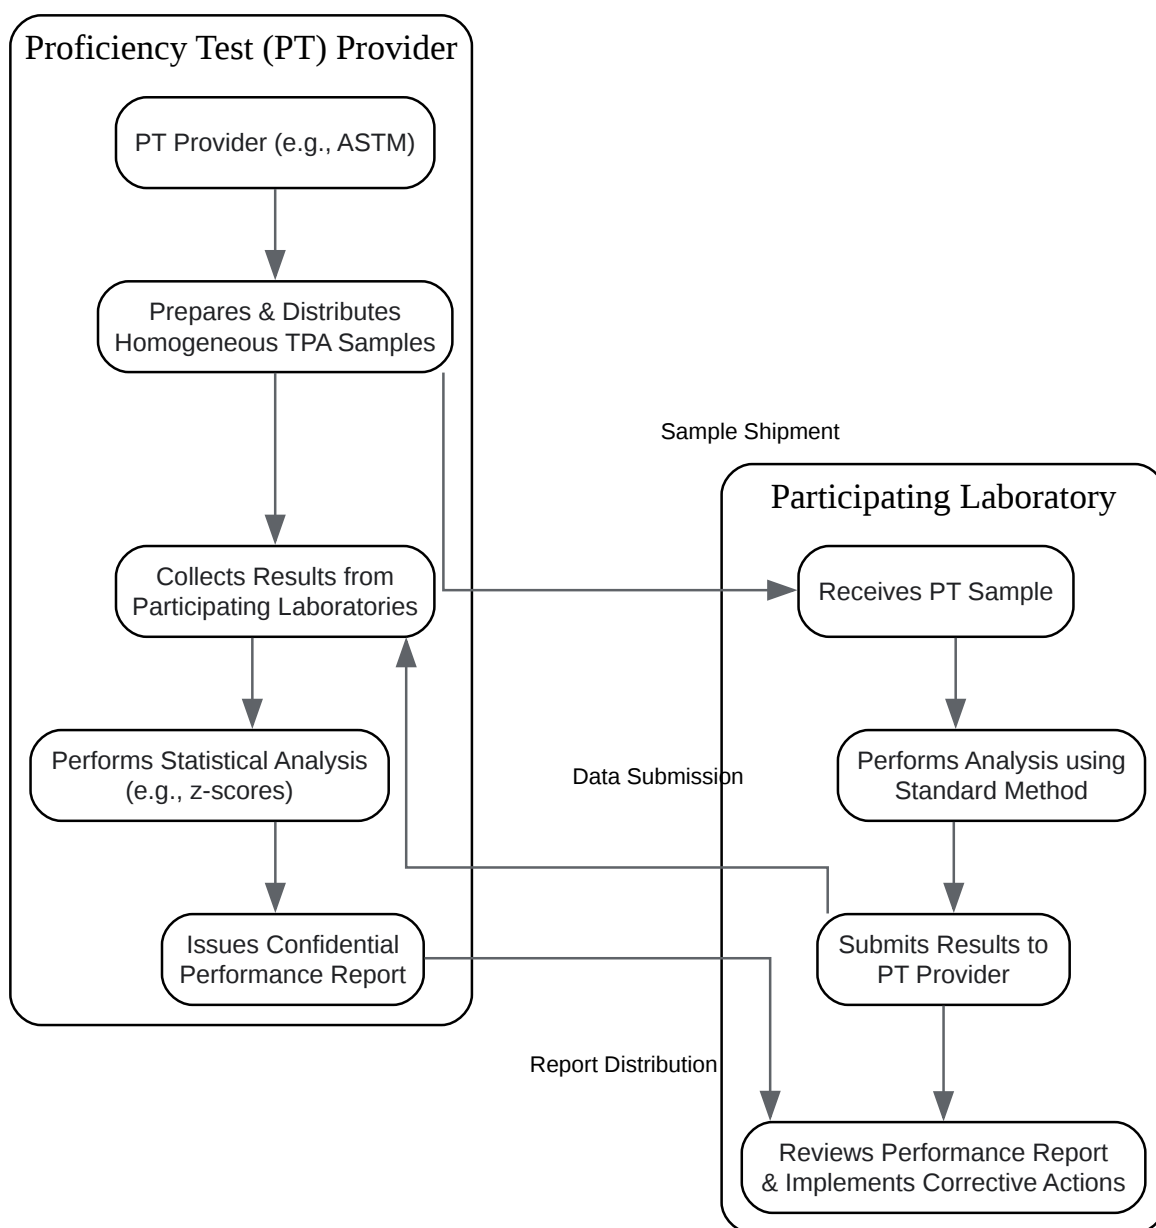 Proficiency Test (PT) Provider
PT Provider (e.g., ASTM)
Prepares & Distributes
Homogeneous TPA Samples
Collects Results from
Participating Laboratories
Performs Statistical Analysis
(e.g., z-scores)
Issues Confidential
Performance Report
Sample Shipment
Data Submission
Report Distribution
Participating Laboratory
Receives PT Sample
Performs Analysis using
Standard Method
Submits Results to
PT Provider
Reviews Performance Report
& Implements Corrective Actions